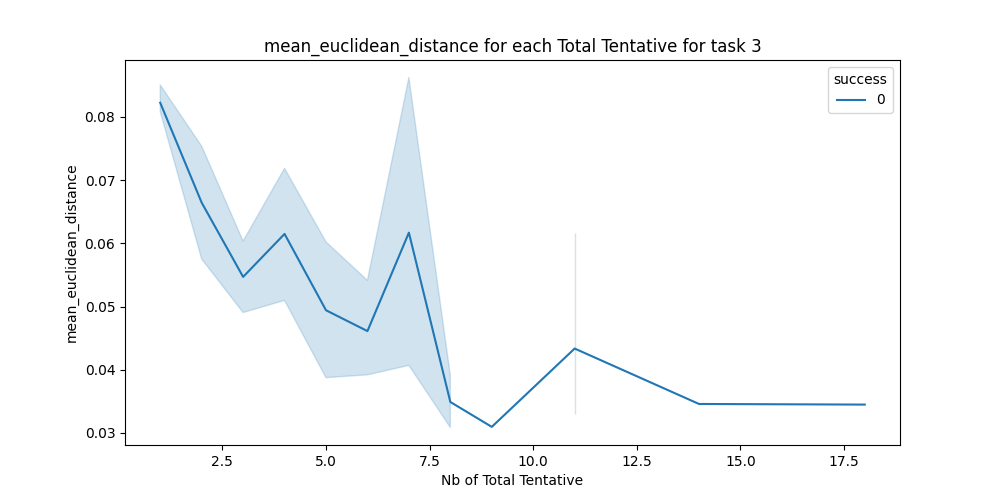 mean_euclidean_distance for each Total Tentative for task 3
success
0
mean_euclidean_distance
0.08
0.07
0.06
0.05
0.04
0.03
2.5 5.0 7.5 10.0 12.5 15.0 17.5
Nb of Total Tentative